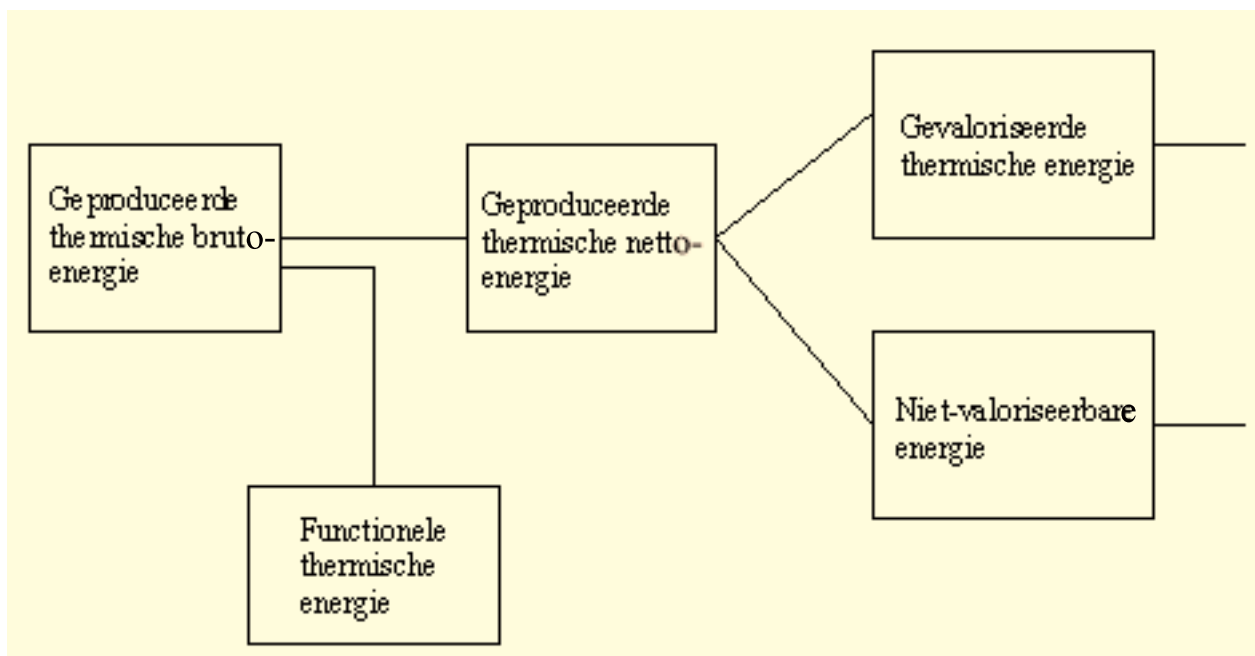 Geproduceerde
thermische bruto-
energie
Geproduceerde
thermische netto-
energie
Gevaloriseerde
thermische energie
Niet-valoriseerbare
energie
Functionele
thermische
energie